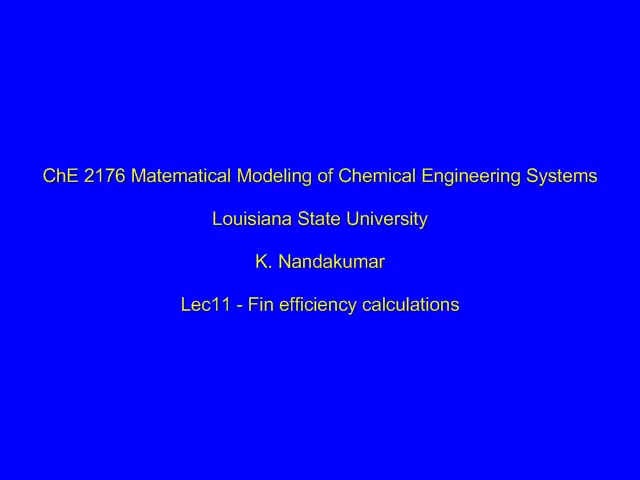 ChE 2176 Matematical Modeling of Chemical Engineering Systems
Louisiana State University
K. Nandakumar
Lec11 - Fin efficiency calculations